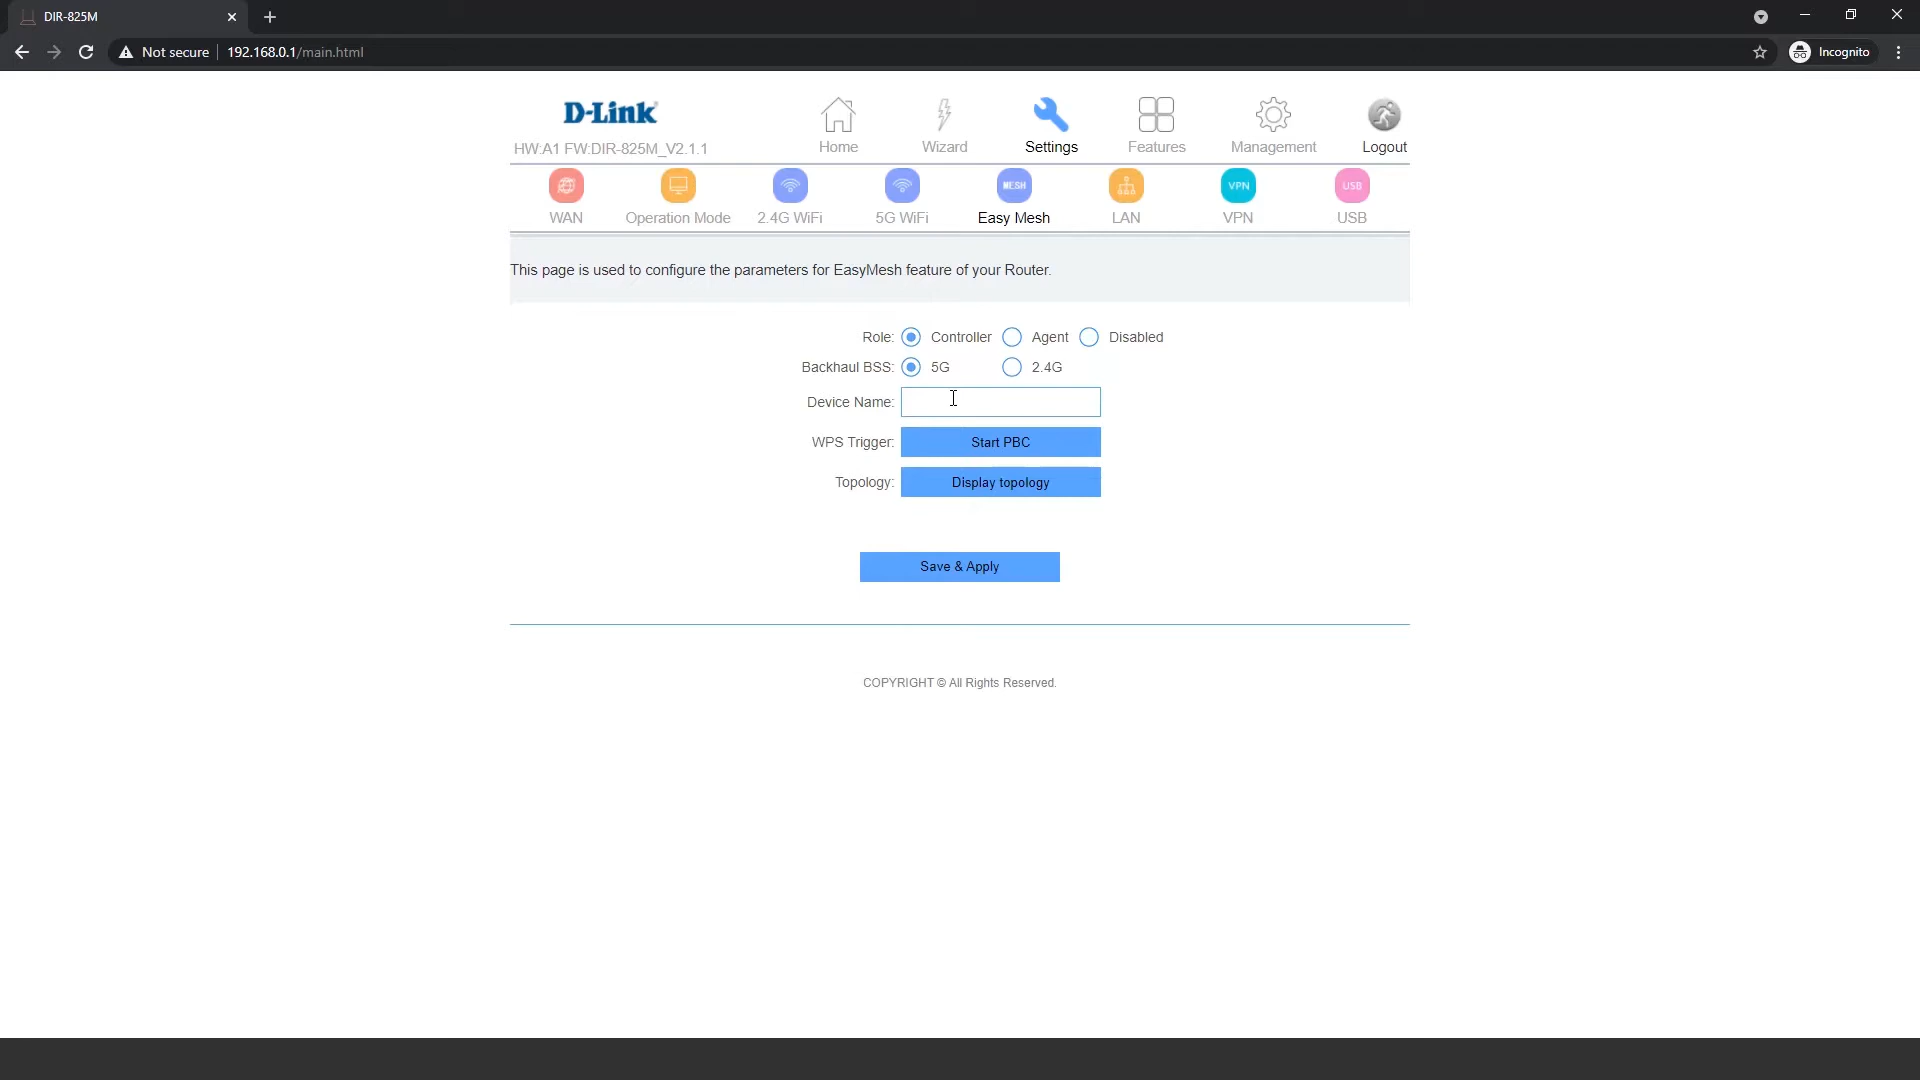 DIR-825M
Not secure 192.168.0.1/main.html Incognito
D-Link
HW:A1 FW:DIR-825M_V2.1.1
Home Wizard Settings Features Management Logout
MESH VPN USB
WAN Operation Mode 2.4G WiFi 5G WiFi Easy Mesh LAN VPN USB
This page is used to configure the parameters for EasyMesh feature of your Router.
Role: Controller Agent Disabled
Backhaul BSS: 5G 2.4G
Device Name:
WPS Trigger: Start PBC
Topology: Display topology
Save & Apply
COPYRIGHT © All Rights Reserved.